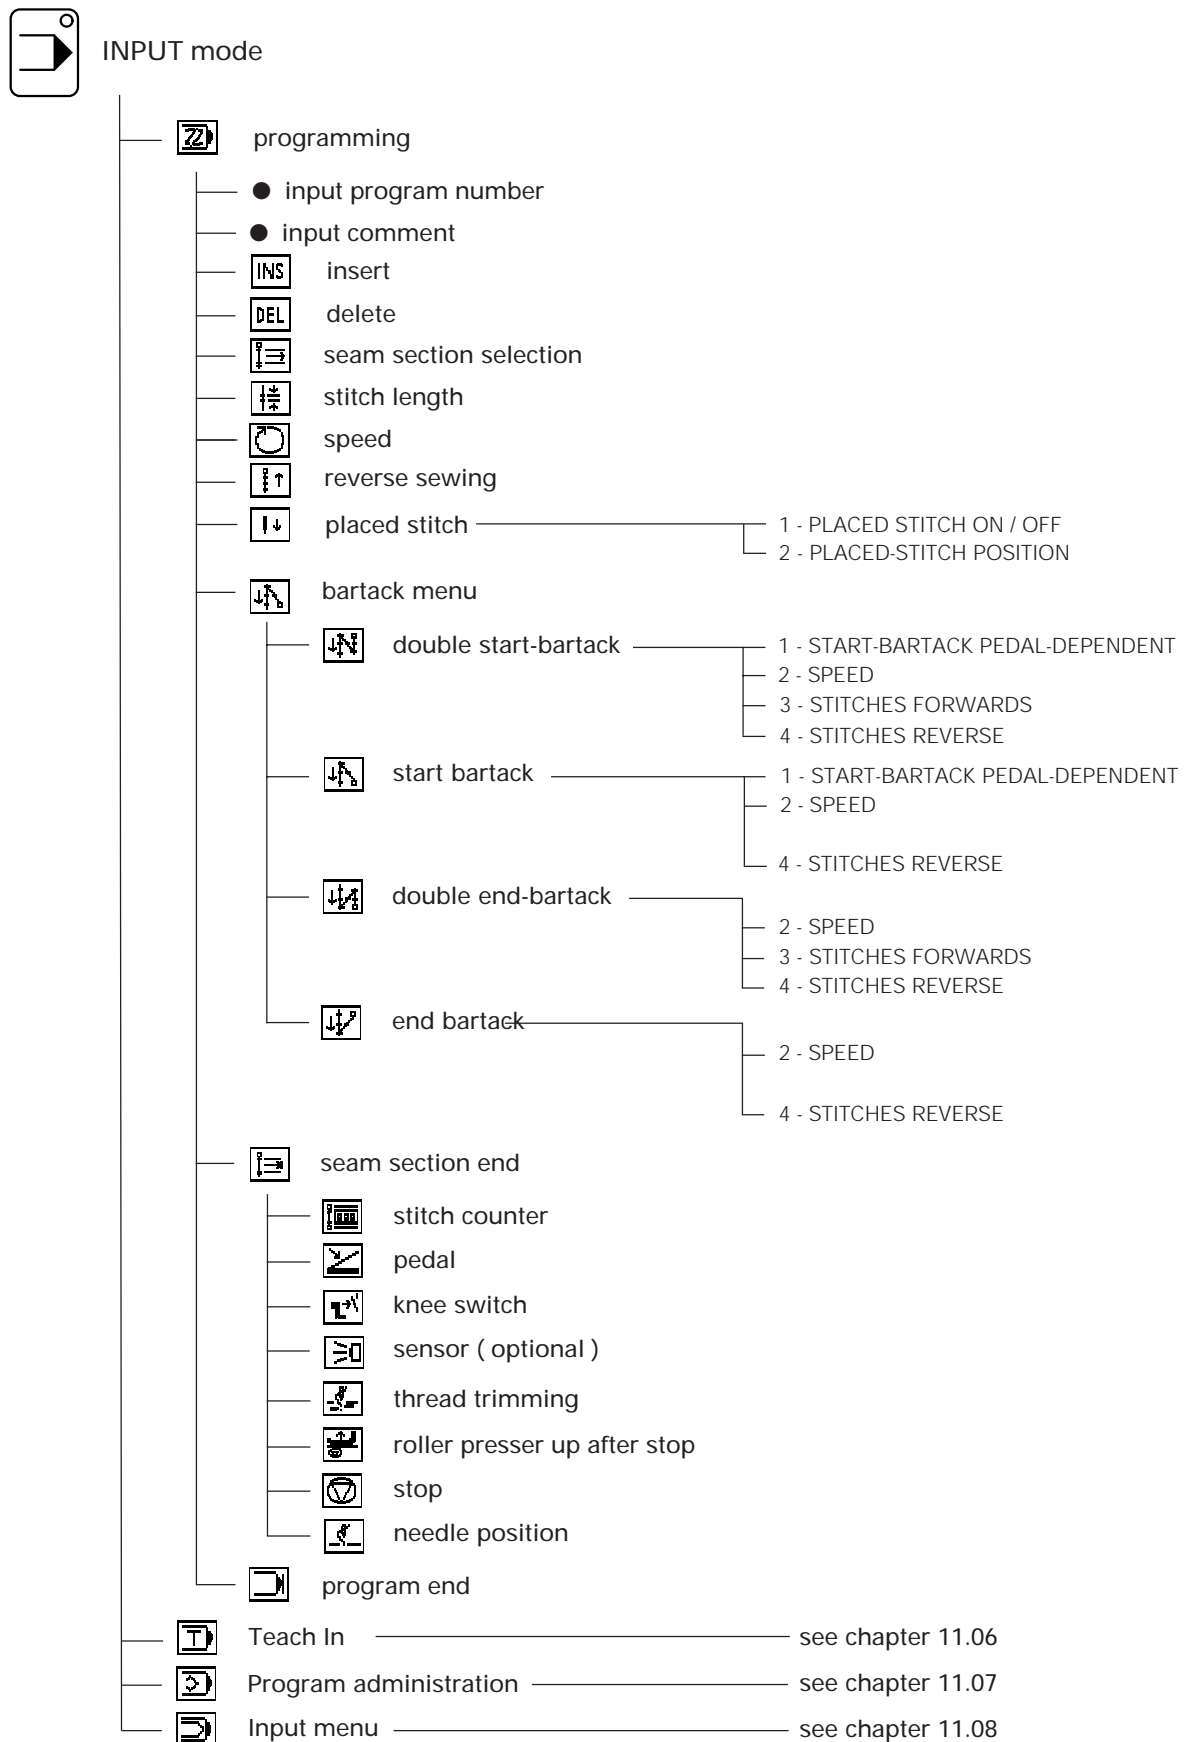 INPUT mode
programming
● input program number
● input comment
INS insert
DEL delete
seam section selection
stitch length
speed
reverse sewing
placed stitch 1 - PLACED STITCH ON / OFF
2 - PLACED-STITCH POSITION
bartack menu
double start-bartack 1 - START-BARTACK PEDAL-DEPENDENT
2 - SPEED
3 - STITCHES FORWARDS
4 - STITCHES REVERSE
start bartack 1 - START-BARTACK PEDAL-DEPENDENT
2 - SPEED
4 - STITCHES REVERSE
double end-bartack
2 - SPEED
3 - STITCHES FORWARDS
4 - STITCHES REVERSE
end bartack
2 - SPEED
4 - STITCHES REVERSE
seam section end
stitch counter
pedal
knee switch
sensor ( optional )
thread trimming
roller presser up after stop
stop
needle position
program end
T Teach In see chapter 11.06
Program administration see chapter 11.07
Input menu see chapter 11.08